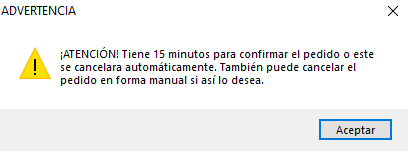 ADVERTENCIA
¡ATENCIÓN! Tiene 15 minutos para confirmar el pedido o este
se cancelara automáticamente. También puede cancelar el
pedido en forma manual si así lo desea.
Aceptar